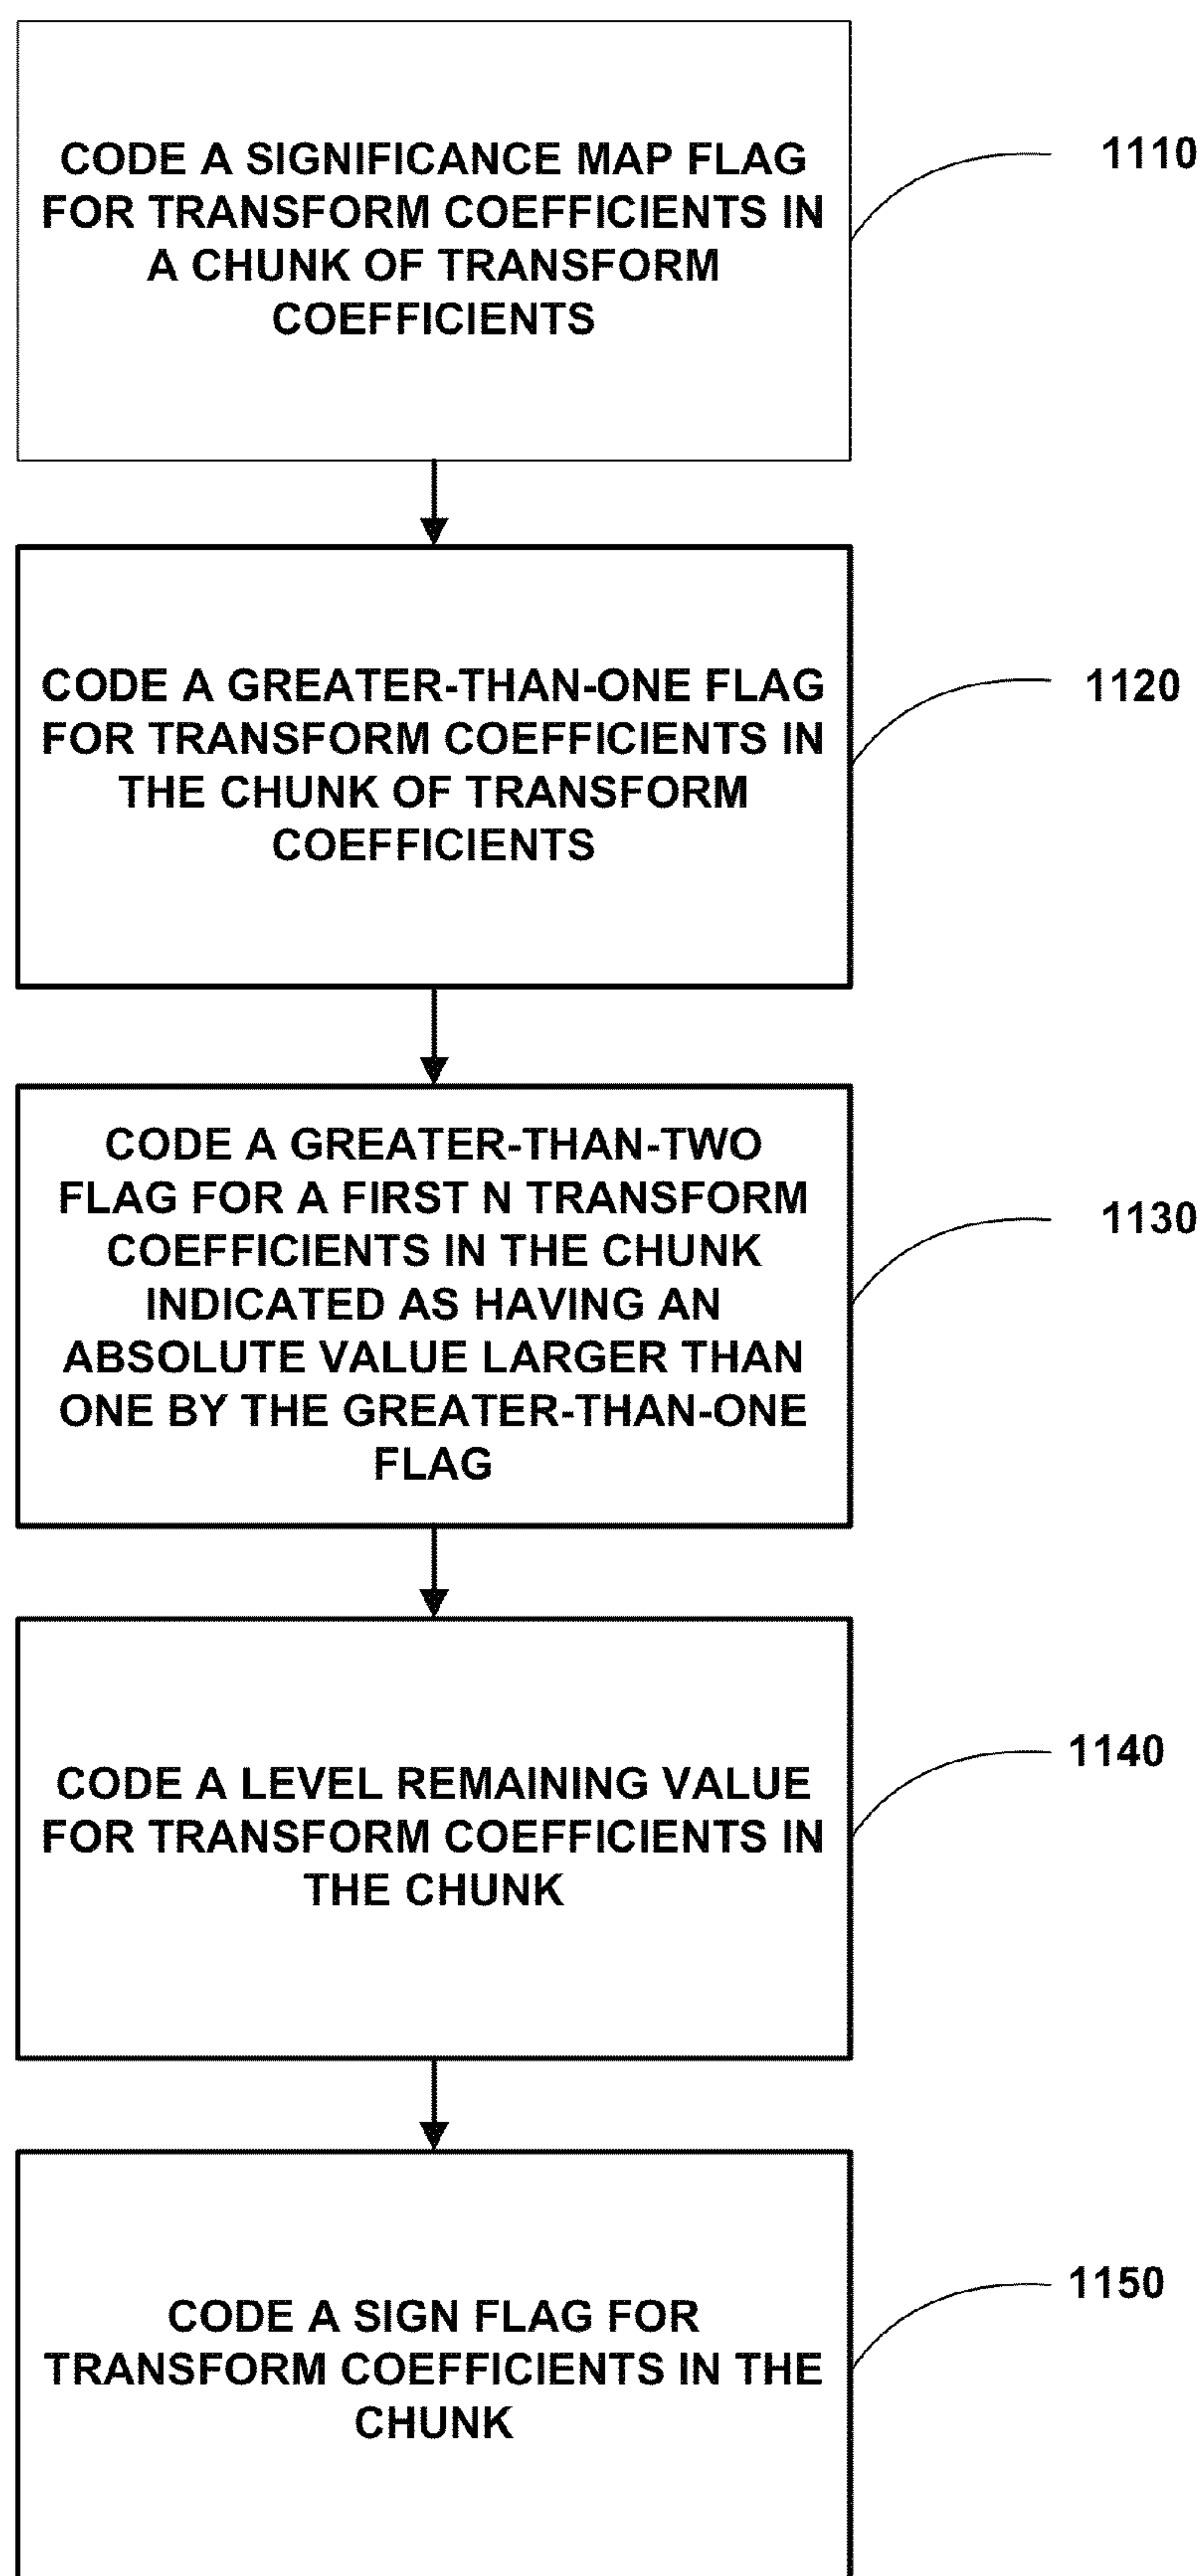 CODE A SIGNIFICANCE MAP FLAG
FOR TRANSFORM COEFFICIENTS IN
A CHUNK OF TRANSFORM
COEFFICIENTS
1110
CODE A GREATER-THAN-ONE FLAG
FOR TRANSFORM COEFFICIENTS IN
THE CHUNK OF TRANSFORM
COEFFICIENTS
1120
CODE A GREATER-THAN-TWO
FLAG FOR A FIRST N TRANSFORM
COEFFICIENTS IN THE CHUNK
INDICATED AS HAVING AN
ABSOLUTE VALUE LARGER THAN
ONE BY THE GREATER-THAN-ONE
FLAG
1130
CODE A LEVEL REMAINING VALUE
FOR TRANSFORM COEFFICIENTS IN
THE CHUNK
1140
CODE A SIGN FLAG FOR
TRANSFORM COEFFICIENTS IN THE
CHUNK
1150